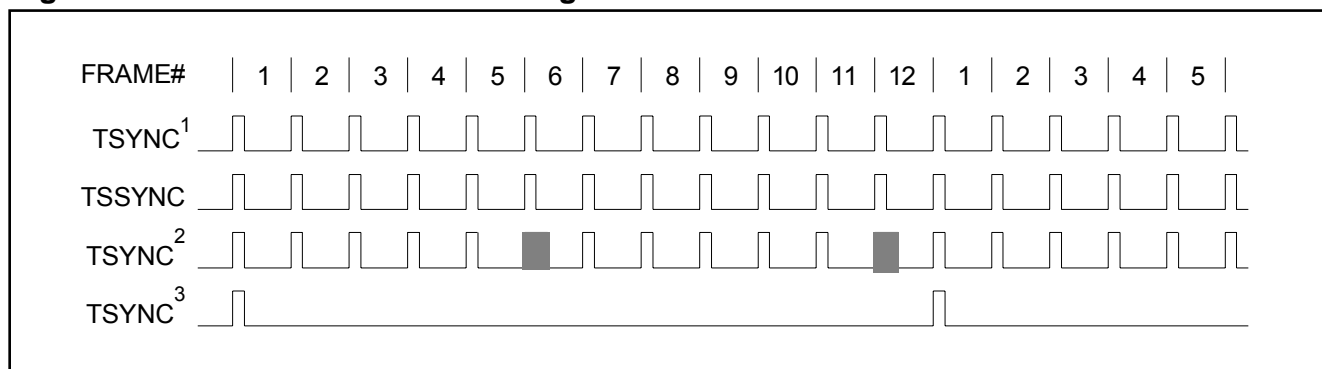 FRAME# 1 2 3 4 5 6 7 8 9 10 11 12 1 2 3 4 5
TSYNC1
TSSYNC
TSYNC2
TSYNC3